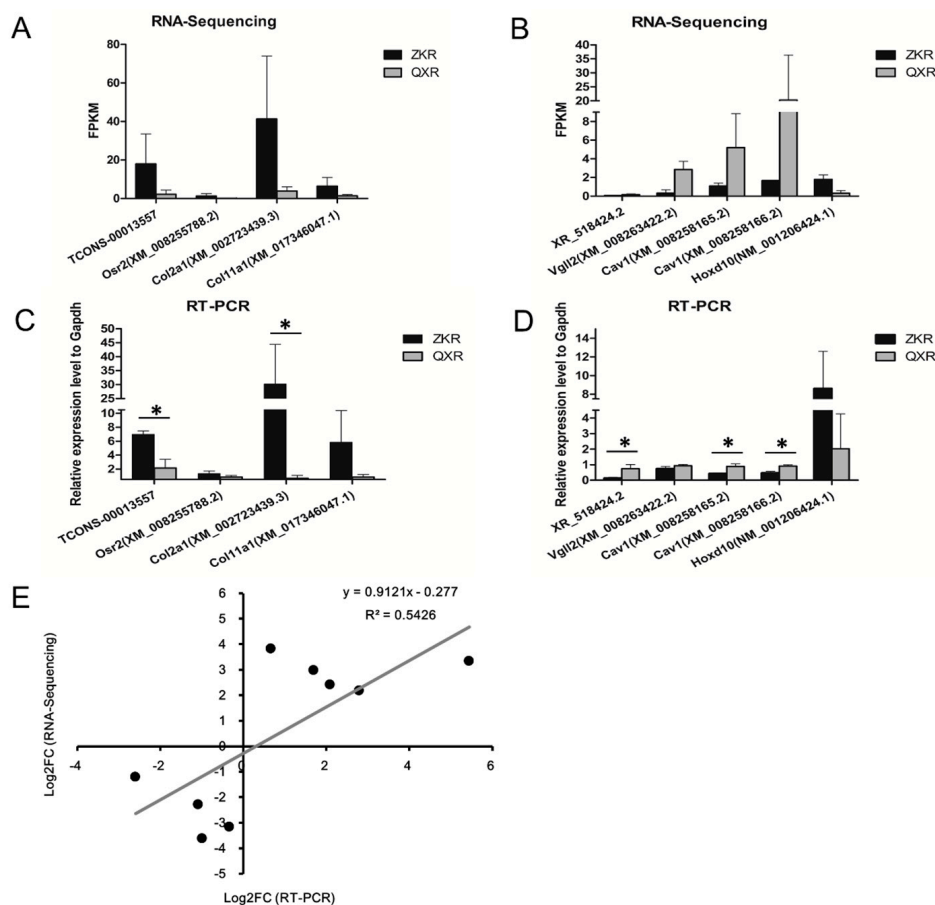 A
RNA-Sequencing
ZKR
QXR
FPKM
80
60
40
20
0
TCONS-00013557
Osr2(XM_008255788.2)
Col2a1(XM_002723439.3)
Col11a1(XM_017346047.1)
B
RNA-Sequencing
ZKR
QXR
FPKM
40
35
30
25
20
15
10
8
6
4
2
0
XR_518424.2
Vgll2(XM_008263422.2)
Cav1(XM_008258165.2)
Cav1(XM_008258166.2)
Hoxd10(NM_001206424.1)
C
RT-PCR
ZKR
QXR
Relative expression level to Gapdh
50
45
40
35
30
25
10
8
6
4
2
*
*
TCONS-00013557
Osr2(XM_008255788.2)
Col2a1(XM_002723439.3)
Col11a1(XM_017346047.1)
D
RT-PCR
ZKR
QXR
Relative expression level to Gapdh
14
12
10
8
6
5
4
3
2
1
0
*
*
*
XR_518424.2
Vgll2(XM_008263422.2)
Cav1(XM_008258165.2)
Cav1(XM_008258166.2)
Hoxd10(NM_001206424.1)
E
y = 0.9121x - 0.277
R² = 0.5426
Log2FC (RNA-Sequencing)
6
5
4
3
2
1
0
-1
-2
-3
-4
-5
-4
-2
0
2
4
6
Log2FC (RT-PCR)